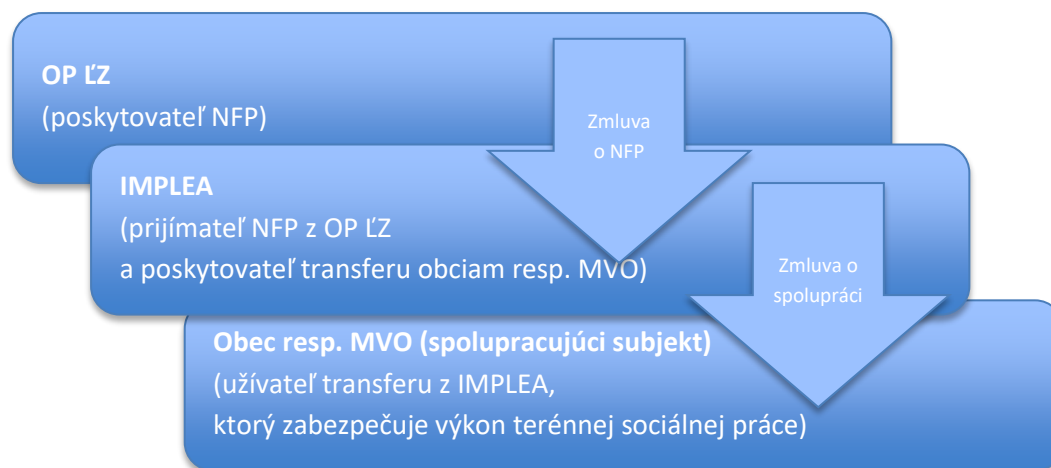 OP ĽZ
(poskytovateľ NFP)
Zmluva
o NFP
IMPLEA
(prijímateľ NFP z OP ĽZ
a poskytovateľ transferu obciam resp. MVO)
Zmluva o
spolupráci
Obec resp. MVO (spolupracujúci subjekt)
(užívateľ transferu z IMPLEA,
ktorý zabezpečuje výkon terénnej sociálnej práce)